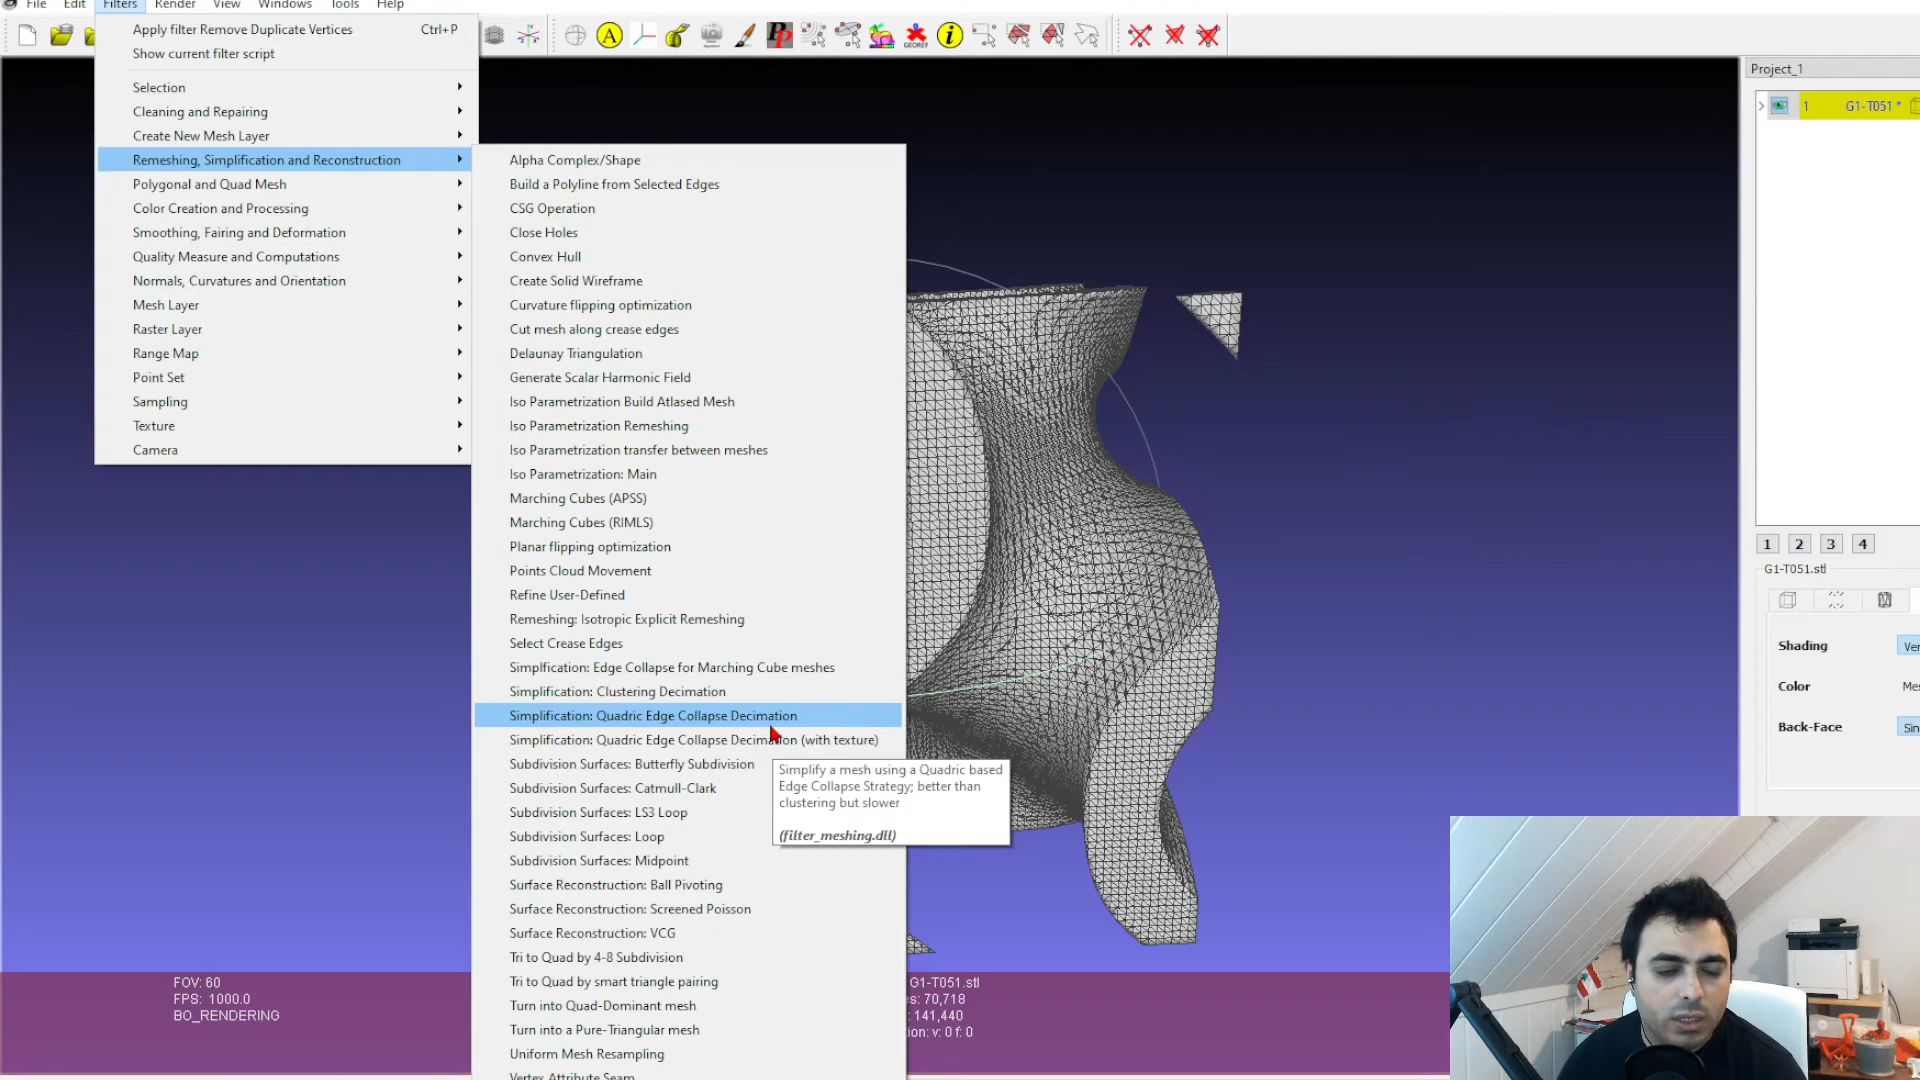 File Edit Filters Render View Windows Tools Help
Apply filter Remove Duplicate Vertices Ctrl+P
Show current filter script
Selection
Cleaning and Repairing
Create New Mesh Layer
Remeshing, Simplification and Reconstruction
Polygonal and Quad Mesh
Color Creation and Processing
Smoothing, Fairing and Deformation
Quality Measure and Computations
Normals, Curvatures and Orientation
Mesh Layer
Raster Layer
Range Map
Point Set
Sampling
Texture
Camera
Alpha Complex/Shape
Build a Polyline from Selected Edges
CSG Operation
Close Holes
Convex Hull
Create Solid Wireframe
Curvature flipping optimization
Cut mesh along crease edges
Delaunay Triangulation
Generate Scalar Harmonic Field
Iso Parametrization Build Atlased Mesh
Iso Parametrization Remeshing
Iso Parametrization transfer between meshes
Iso Parametrization: Main
Marching Cubes (APSS)
Marching Cubes (RIMLS)
Planar flipping optimization
Points Cloud Movement
Refine User-Defined
Remeshing: Isotropic Explicit Remeshing
Select Crease Edges
Simplfication: Edge Collapse for Marching Cube meshes
Simplification: Clustering Decimation
Simplification: Quadric Edge Collapse Decimation
Simplification: Quadric Edge Collapse Decimation (with texture)
Subdivision Surfaces: Butterfly Subdivision
Subdivision Surfaces: Catmull-Clark
Subdivision Surfaces: LS3 Loop
Subdivision Surfaces: Loop
Subdivision Surfaces: Midpoint
Surface Reconstruction: Ball Pivoting
Surface Reconstruction: Screened Poisson
Surface Reconstruction: VCG
Tri to Quad by 4-8 Subdivision
Tri to Quad by smart triangle pairing
Turn into Quad-Dominant mesh
Turn into a Pure-Triangular mesh
Uniform Mesh Resampling
Vertex Attribute Seam
Simplify a mesh using a Quadric based
Edge Collapse Strategy; better than
clustering but slower
(filter_meshing.dll)
A
PP
GEOREF
i
Project_1
1 G1-T051 *
1 2 3 4
G1-T051.stl
Shading Ver
Color Me
Back-Face Sin
FOV: 60
FPS: 1000.0
BO_RENDERING
G1-T051.stl
s: 70,718
: 141,440
ion: v: 0 f: 0